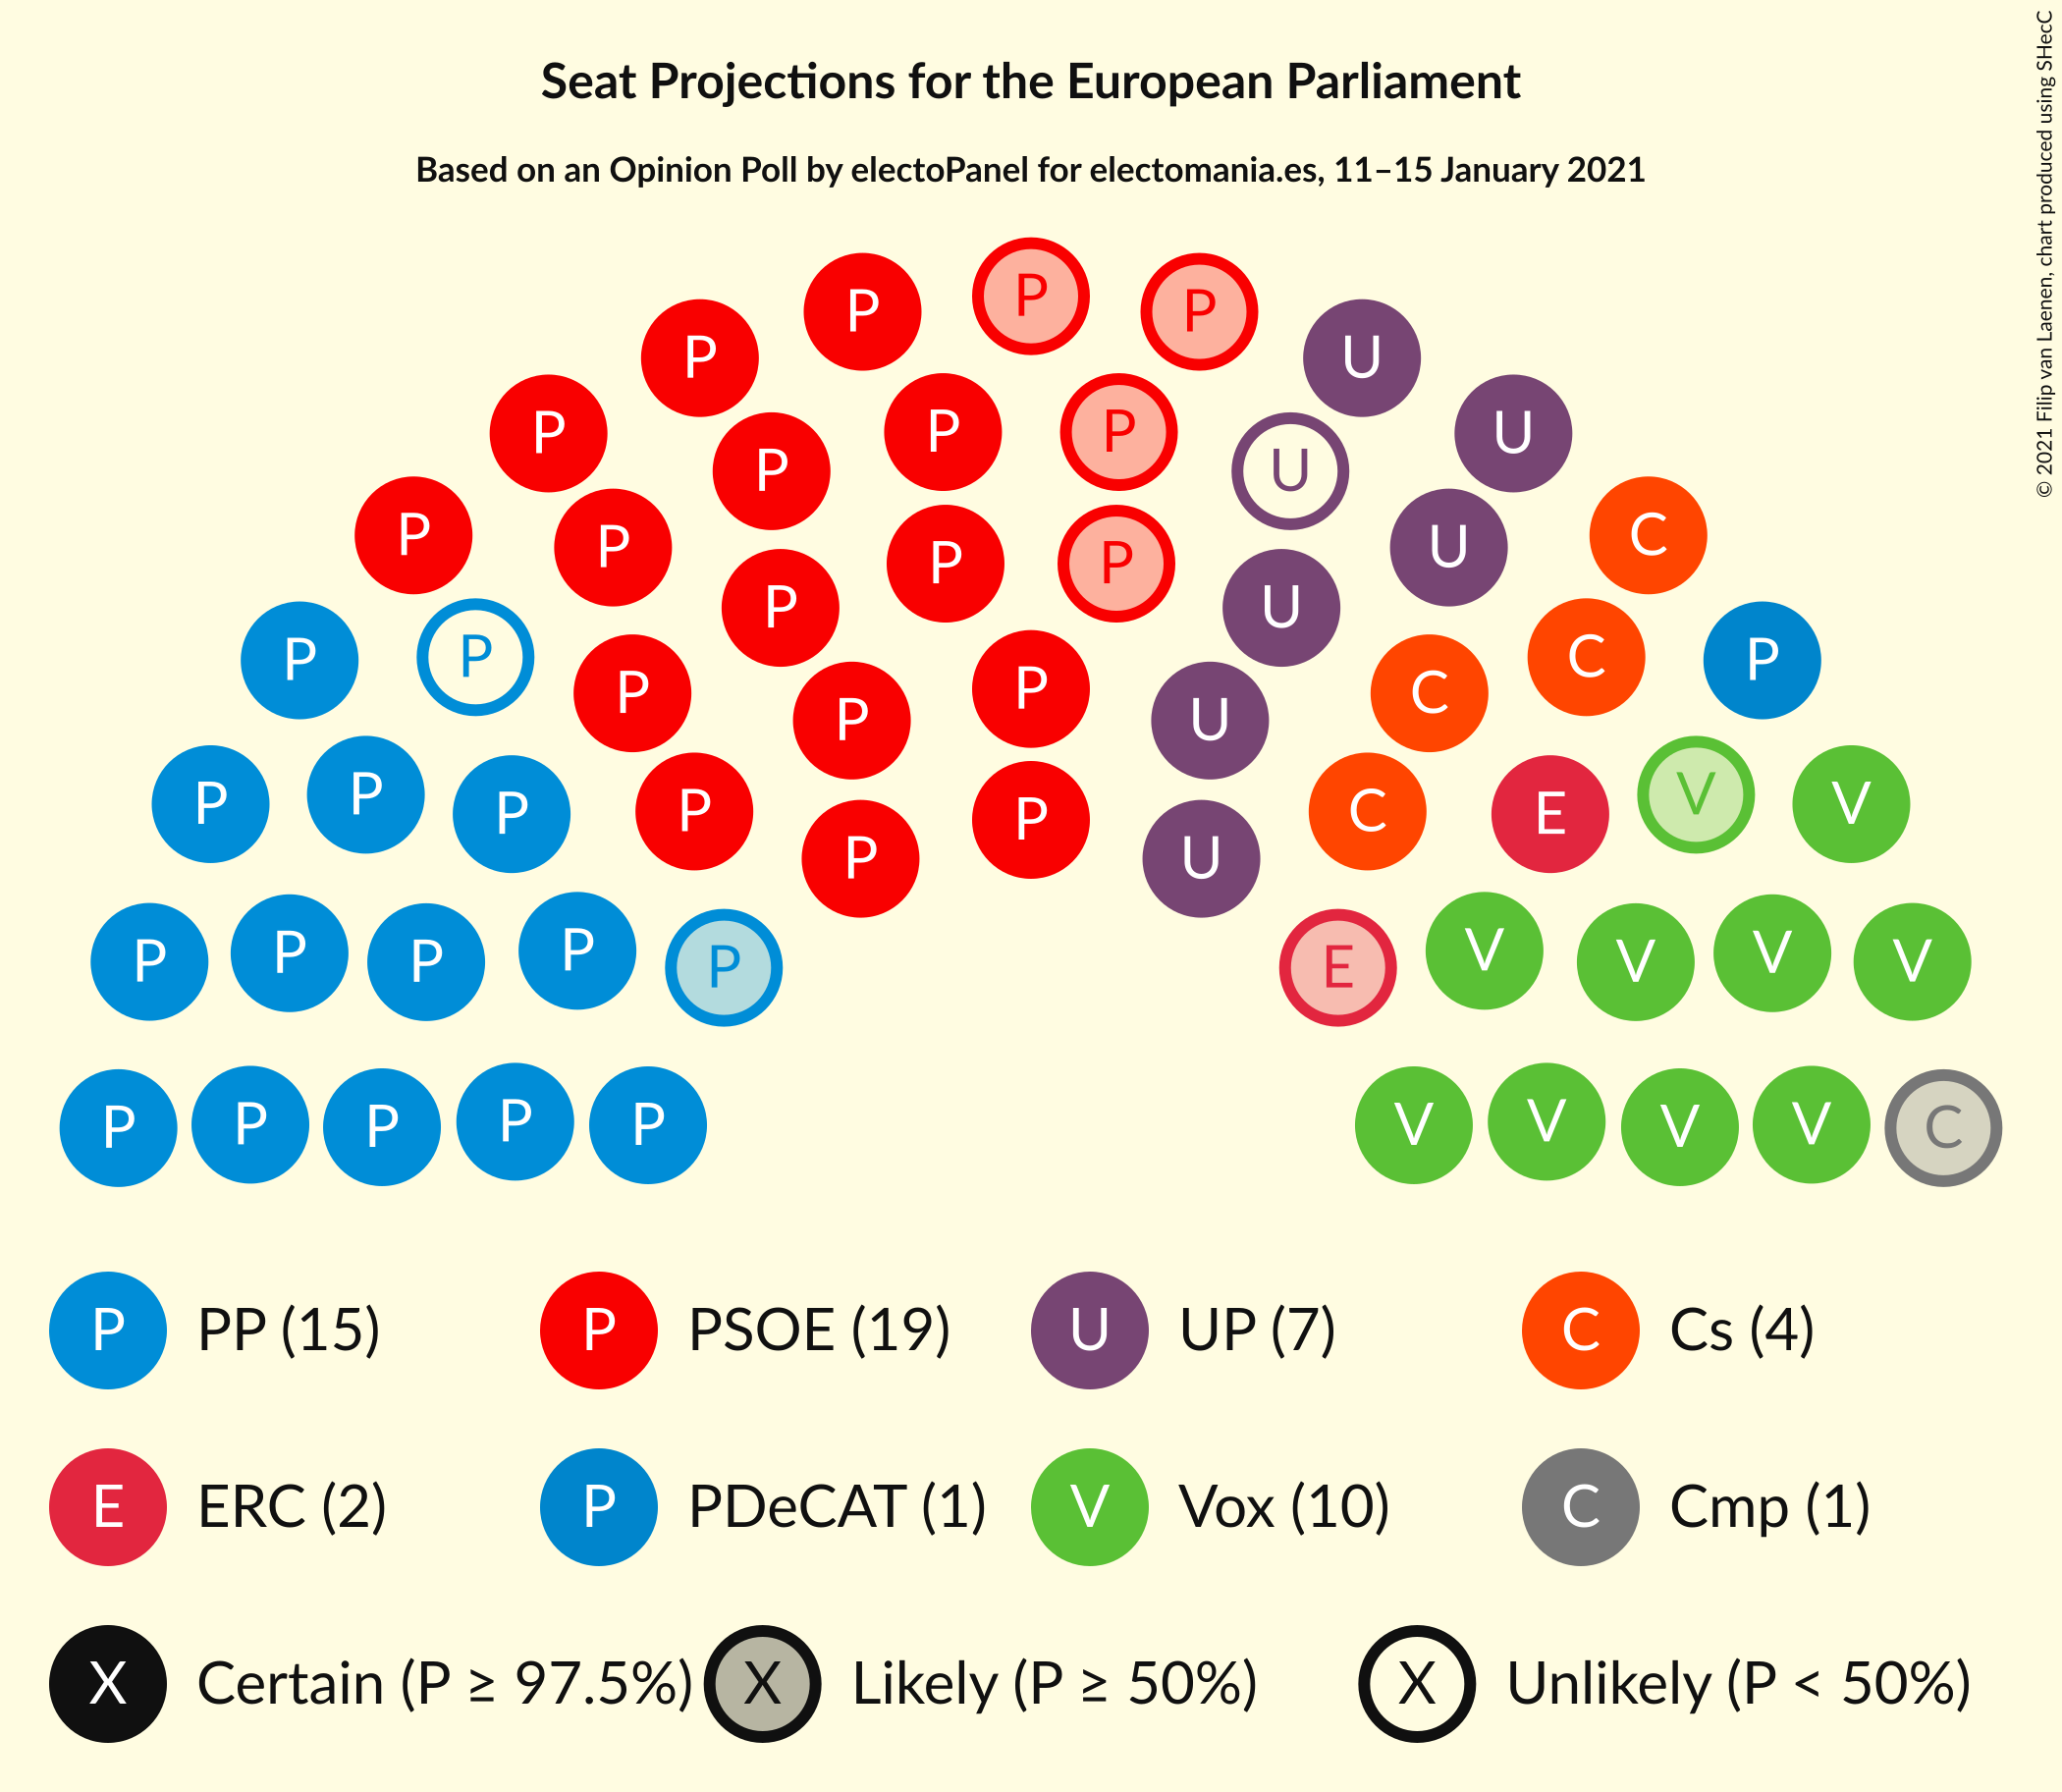 Seat Projections for the European Parliament
Based on an Opinion Poll by electoPanel for electomania.es, 11–15 January 2021
© 2021 Filip van Laenen, chart produced using SHecC
P
P P
P U
P P P U
P U
P C
P U
P P
P U
P P C P
P P C
P U
P P P P P C E V V
P U
P P P P P E V V V V
P P P P P V V V V C
P PP (15) P PSOE (19) U UP (7) C Cs (4)
E ERC (2) P PDeCAT (1) V Vox (10) C Cmp (1)
X Certain (P ≥ 97.5%) X Likely (P ≥ 50%) X Unlikely (P < 50%)